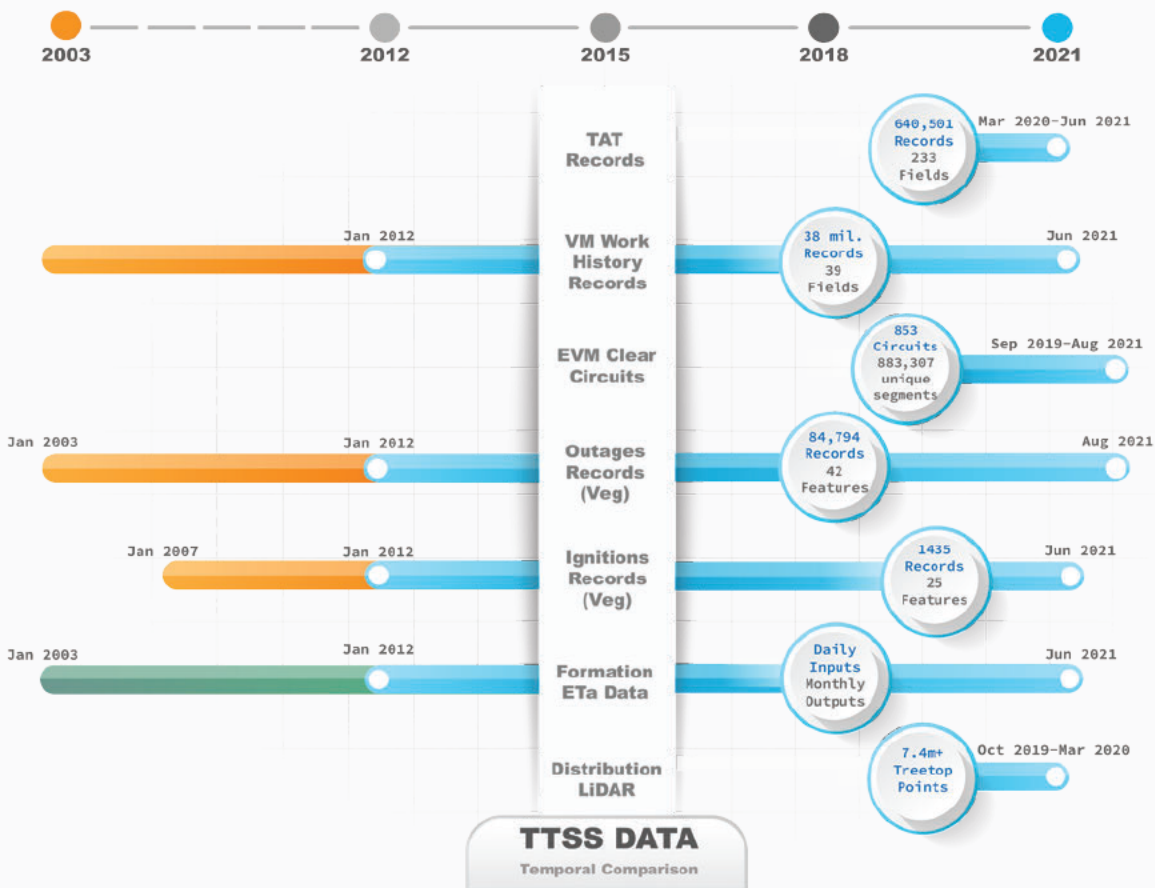 2003
2012
2015
2018
2021
TAT
Records
640,501
Records
233
Fields
Mar 2020-Jun 2021
Jan 2012
VM Work
History
Records
38 mil.
Records
39
Fields
Jun 2021
EVM Clear
Circuits
853
Circuits
883,307
unique
segments
Sep 2019-Aug 2021
Jan 2003
Jan 2012
Outages
Records
(Veg)
84,794
Records
42
Features
Aug 2021
Jan 2007
Jan 2012
Ignitions
Records
(Veg)
1435
Records
25
Features
Jun 2021
Jan 2003
Jan 2012
Formation
ETa Data
Daily
Inputs
Monthly
Outputs
Jun 2021
Distribution
LiDAR
7.4m+
Treetop
Points
Oct 2019-Mar 2020
TTSS DATA
Temporal Comparison